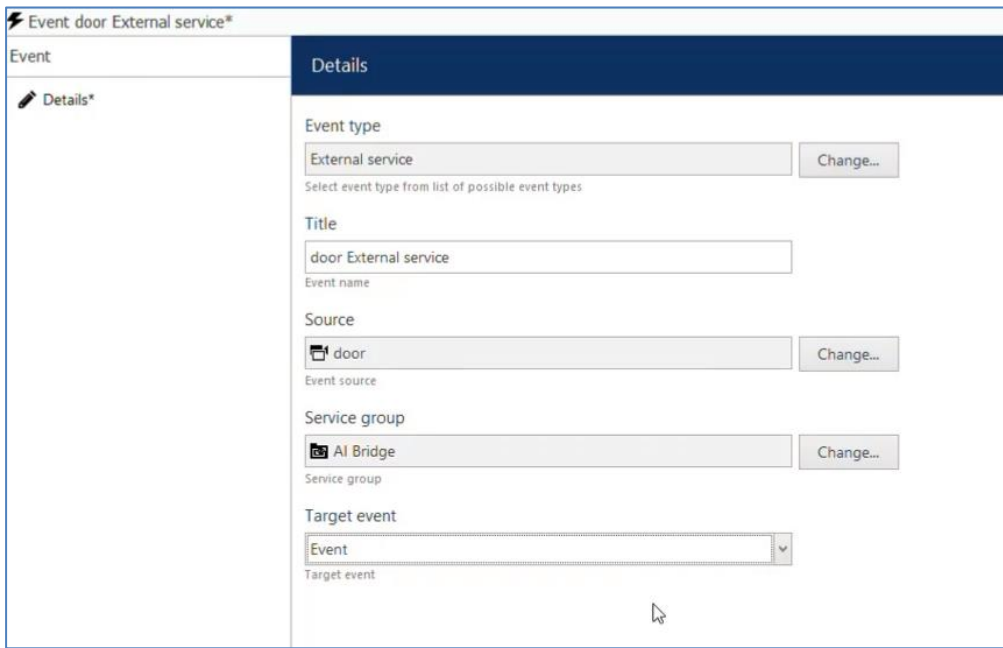 Event door External service*
Event
Details*
Details
Event type
External service
Change...
Select event type from list of possible event types
Title
door External service
Event name
Source
door
Change...
Event source
Service group
AI Bridge
Change...
Service group
Target event
Event
Target event